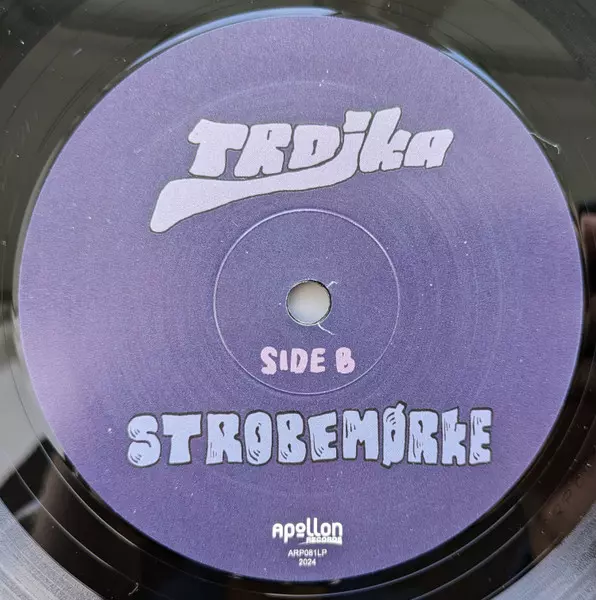 TROjka
SIDE B
STROBEMØRKE
Apollon
RECORDS
ARP081LP
2024